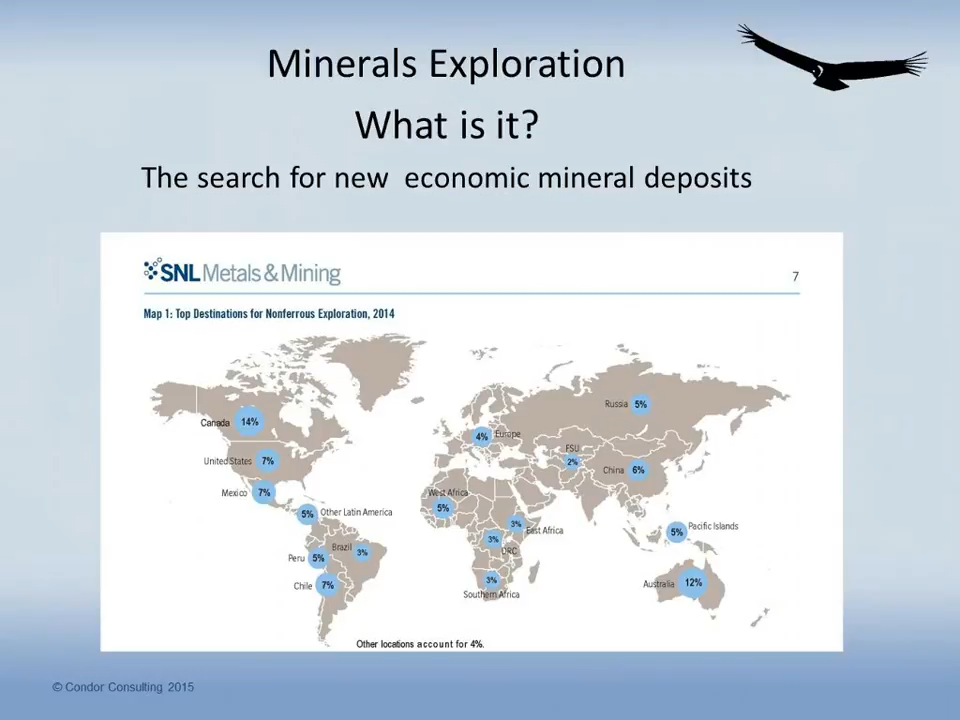 Minerals Exploration
What is it?
The search for new economic mineral deposits
SNL Metals & Mining
7
Map 1: Top Destinations for Nonferrous Exploration, 2014
Russia 5%
Canada 14%
4% Europe
FSU
2%
United States 7%
China 6%
Mexico 7%
West Africa
5%
5% Other Latin America
3%
East Africa
5% Pacific Islands
3%
DRC
Brazil 3%
Peru 5%
3%
Southern Africa
Chile 7%
Australia 12%
Other locations account for 4%.
© Condor Consulting 2015